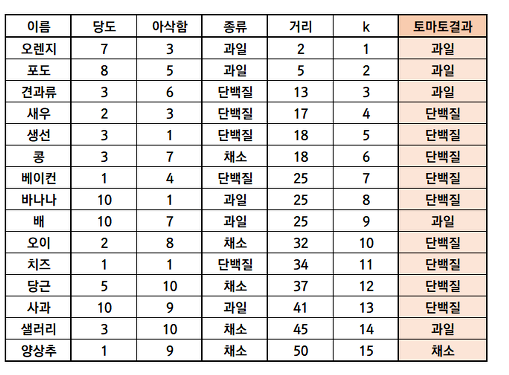 이름 당도 아삭함 종류 거리 k 토마토결과
오렌지 7 3 과일 2 1 과일
포도 8 5 과일 5 2 과일
견과류 3 6 단백질 13 3 과일
새우 2 3 단백질 17 4 단백질
생선 3 1 단백질 18 5 단백질
콩 3 7 채소 18 6 단백질
베이컨 1 4 단백질 25 7 단백질
바나나 10 1 과일 25 8 단백질
배 10 7 과일 25 9 과일
오이 2 8 채소 32 10 단백질
치즈 1 1 단백질 34 11 단백질
당근 5 10 채소 37 12 단백질
사과 10 9 과일 41 13 단백질
샐러리 3 10 채소 45 14 과일
양상추 1 9 채소 50 15 채소